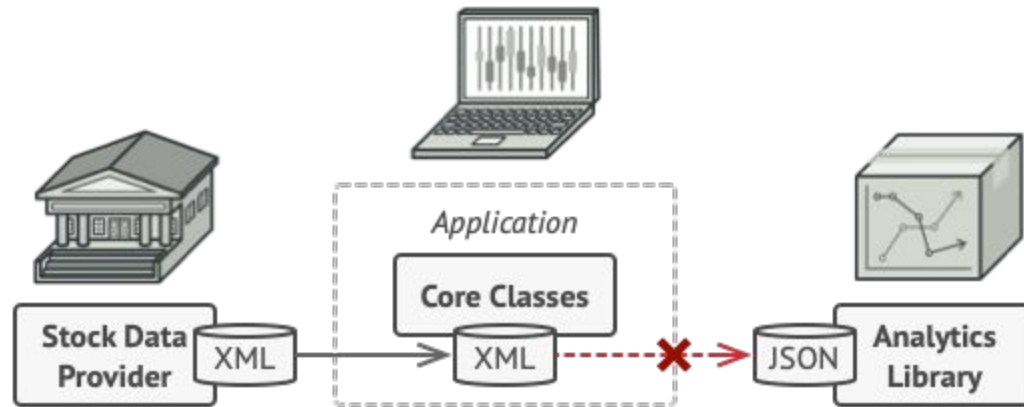 Application
Core Classes
Stock Data
Provider
XML
XML
JSON
Analytics
Library